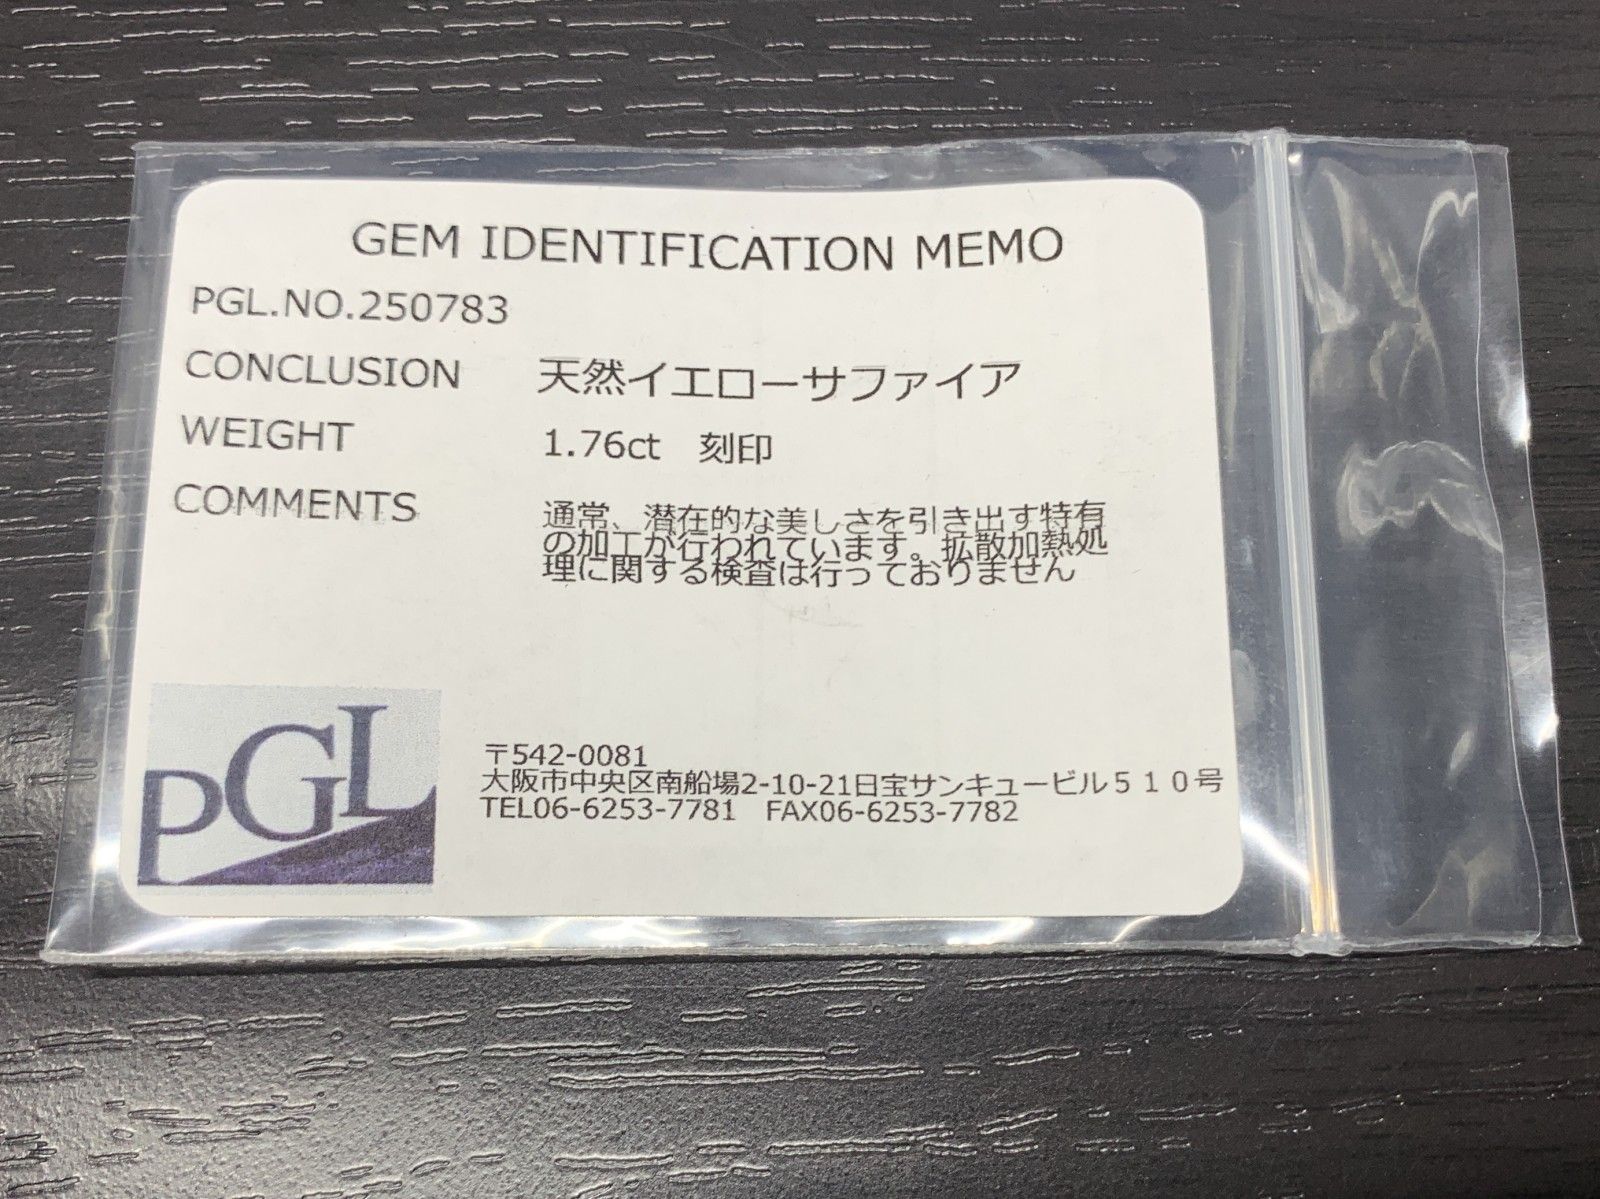 GEM IDENTIFICATION MEMO
PGL.NO.250783
CONCLUSION 天然イエローサファイア
WEIGHT 1.76ct 刻印
COMMENTS 通常、潜在的な美しさを引き出す特有
の加工が行われています。拡散加熱処
理に関する検査は行っておりません
PGL
〒542-0081
大阪市中央区南船場2-10-21日宝サンキュービル５１０号
TEL06-6253-7781 FAX06-6253-7782